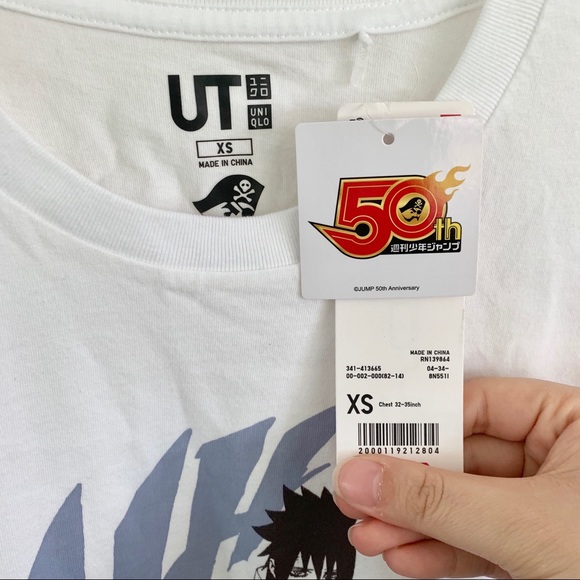 UT
ユニ
クロ
UNI
QLO
XS
MADE IN CHINA
50th
週刊少年ジャンプ
©JUMP 50th Anniversary
MADE IN CHINA
RN139864
341-413665 04-34-
00-002-000(82-14) 8N551I
XS Chest 32-35inch
2000119212804